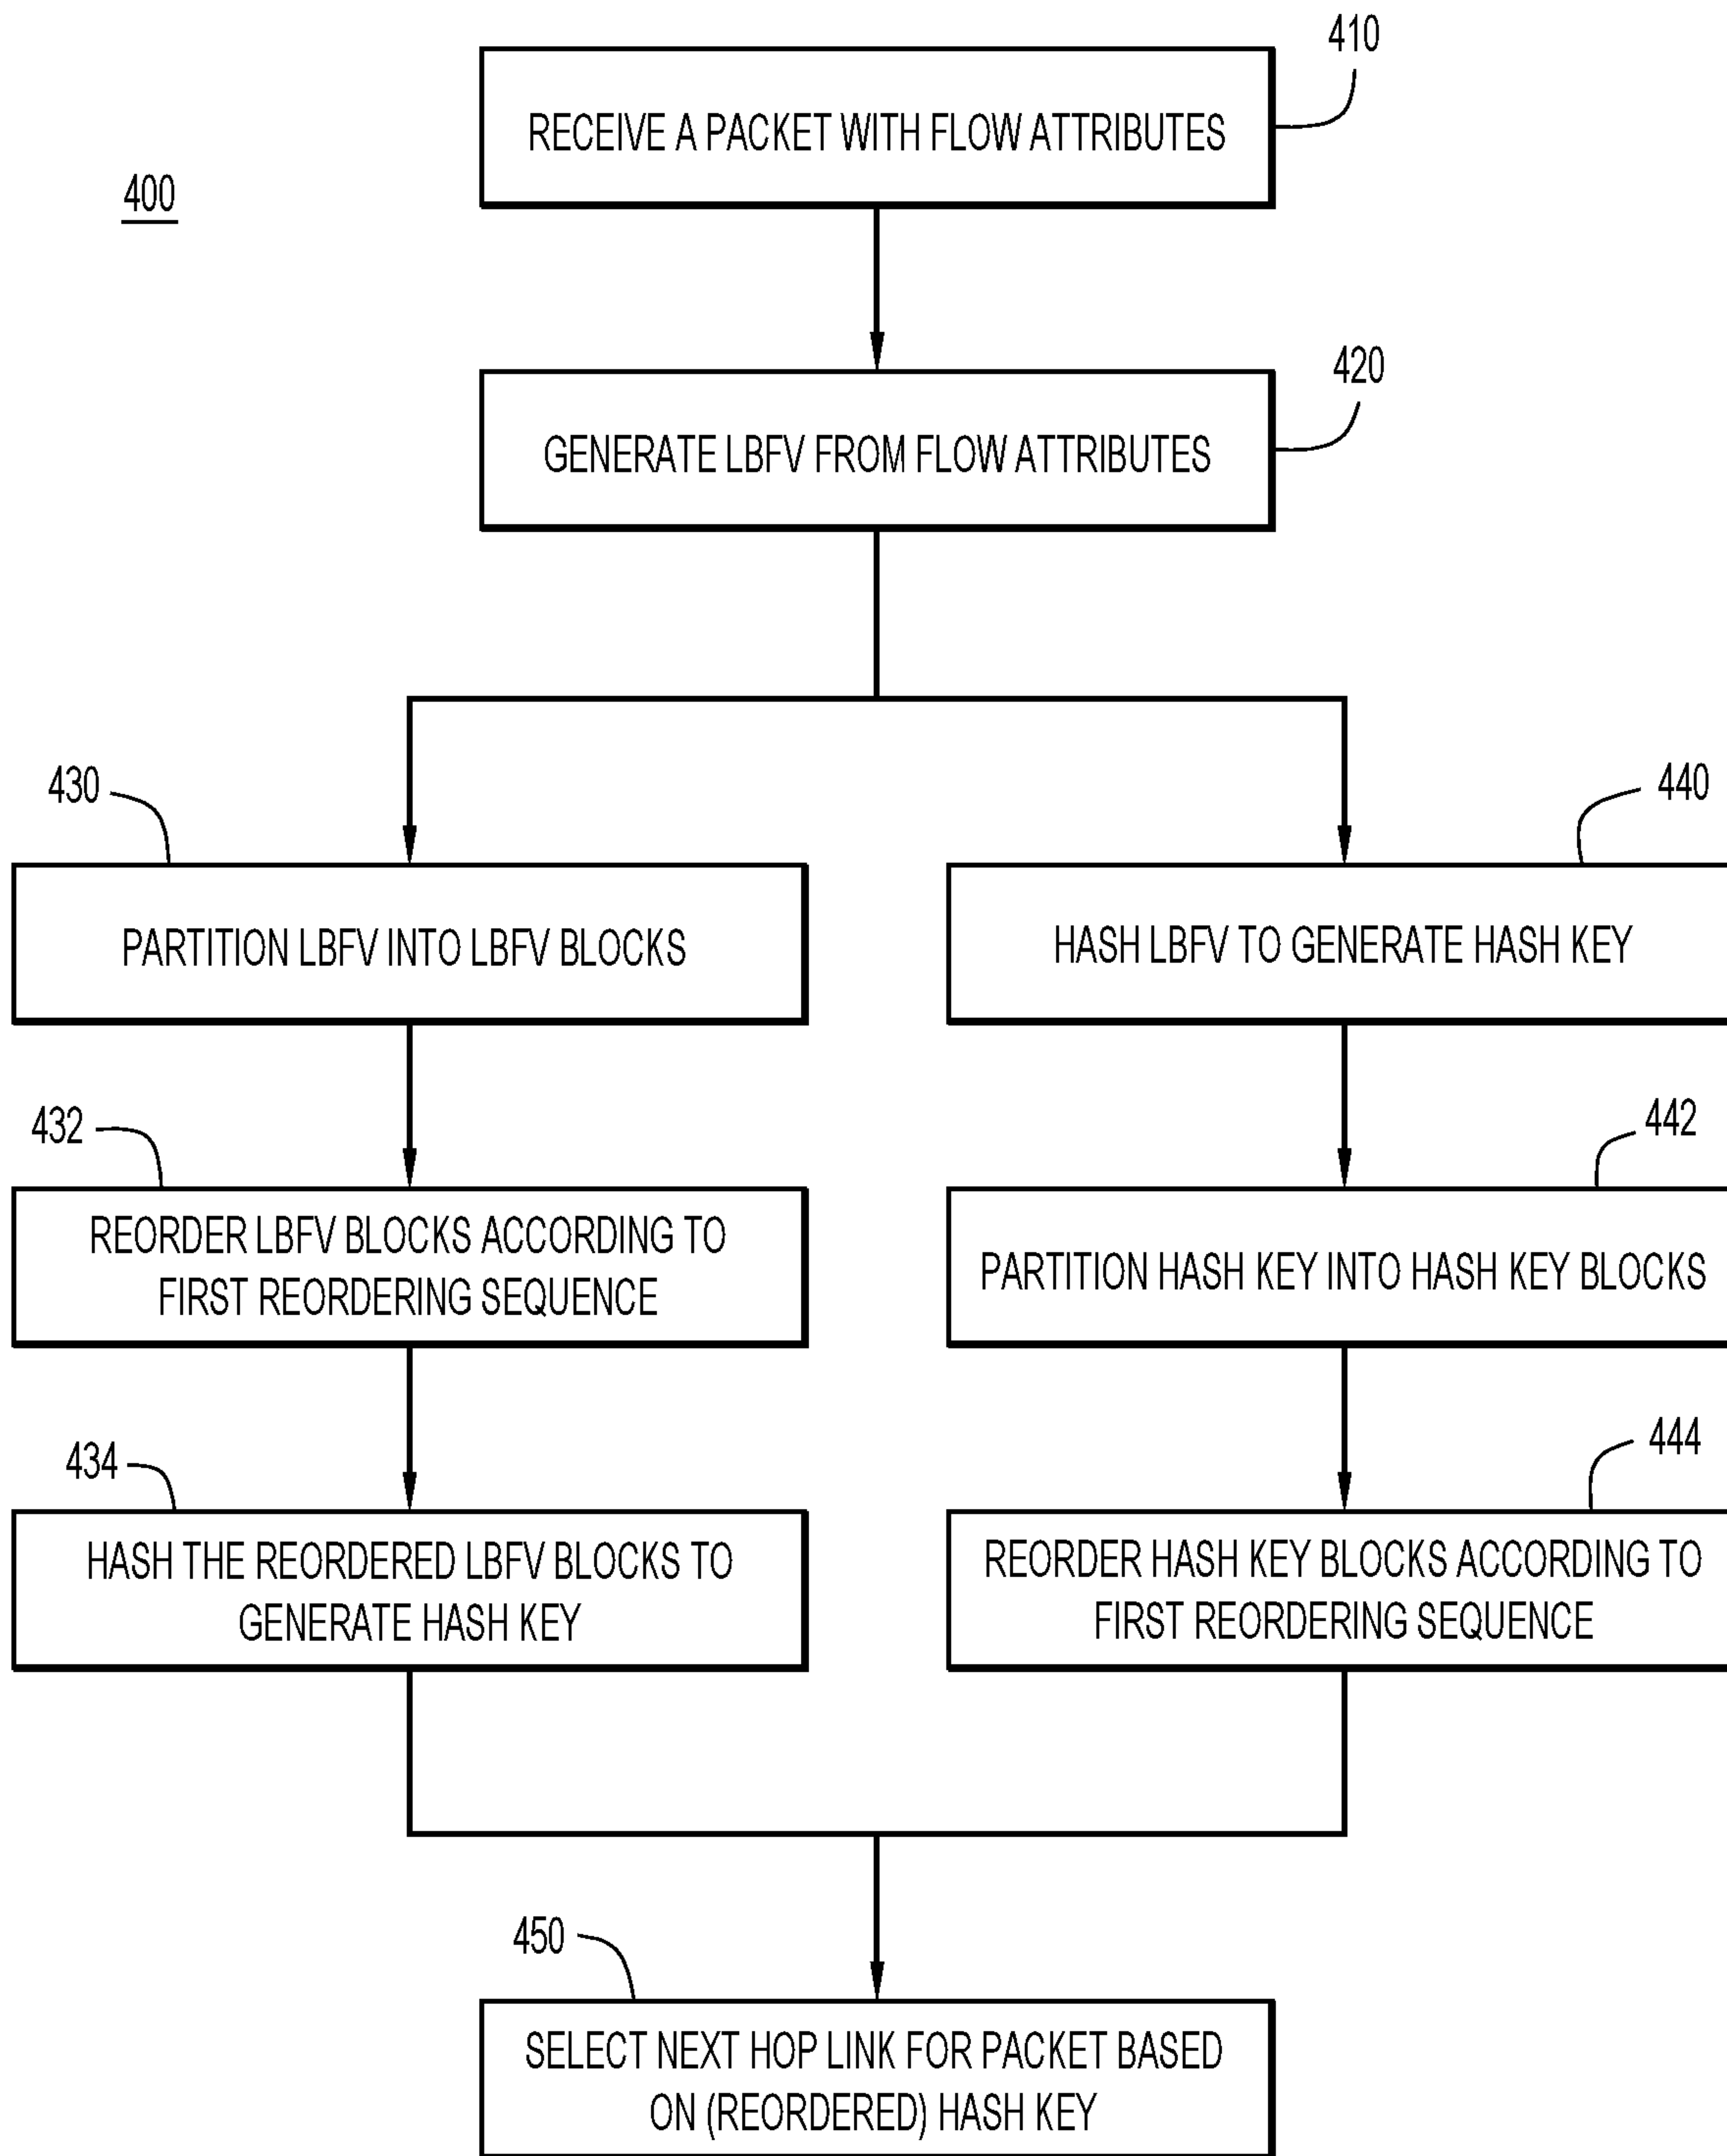 410
RECEIVE A PACKET WITH FLOW ATTRIBUTES
400
420
GENERATE LBFV FROM FLOW ATTRIBUTES
430
PARTITION LBFV INTO LBFV BLOCKS
440
HASH LBFV TO GENERATE HASH KEY
432
REORDER LBFV BLOCKS ACCORDING TO
FIRST REORDERING SEQUENCE
442
PARTITION HASH KEY INTO HASH KEY BLOCKS
434
HASH THE REORDERED LBFV BLOCKS TO
GENERATE HASH KEY
444
REORDER HASH KEY BLOCKS ACCORDING TO
FIRST REORDERING SEQUENCE
450
SELECT NEXT HOP LINK FOR PACKET BASED
ON (REORDERED) HASH KEY